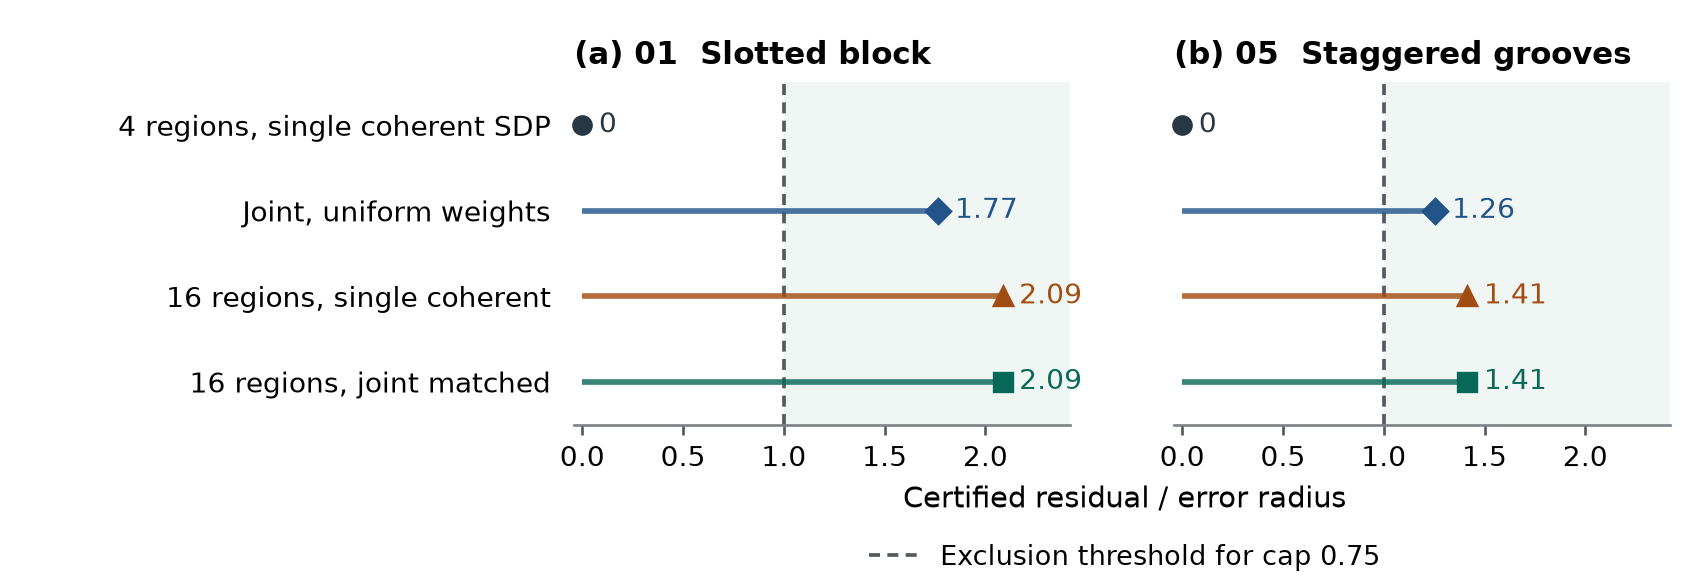 (a) 01  Slotted block
(b) 05  Staggered grooves
4 regions, single coherent SDP
0
0
Joint, uniform weights
1.77
1.26
16 regions, single coherent
2.09
1.41
16 regions, joint matched
2.09
1.41
0.0 0.5 1.0 1.5 2.0
0.0 0.5 1.0 1.5 2.0
Certified residual / error radius
Exclusion threshold for cap 0.75